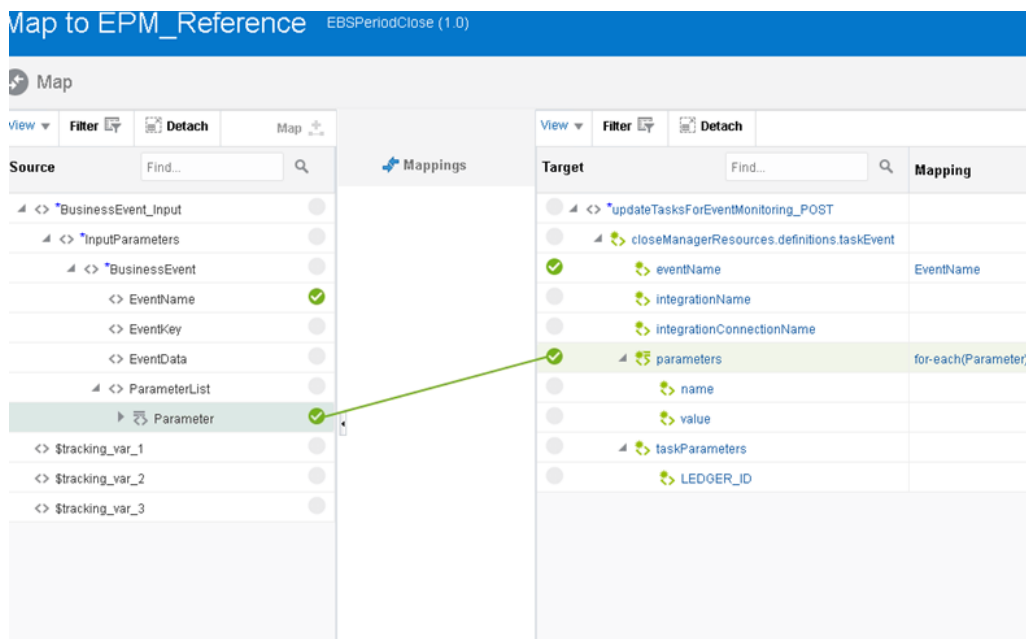 Map to EPM_Reference EBSPeriodClose (1.0)
Map
View Filter Detach Map
View Filter Detach
Source Find...
Mappings
Target Find... Mapping
*BusinessEvent_Input
*updateTasksForEventMonitoring_POST
*InputParameters
closeManagerResources.definitions.taskEvent
*BusinessEvent
eventName EventName
EventName
integrationName
EventKey
integrationConnectionName
EventData
parameters for-each(Parameter)
ParameterList
name
Parameter
value
$tracking_var_1
taskParameters
$tracking_var_2
LEDGER_ID
$tracking_var_3